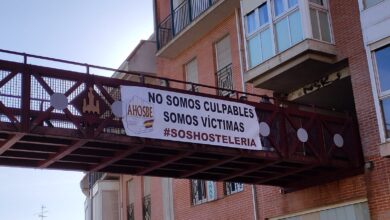 AHOSBE
NO SOMOS CULPABLES
SOMOS VÍCTIMAS
#SOSHOSTELERIA